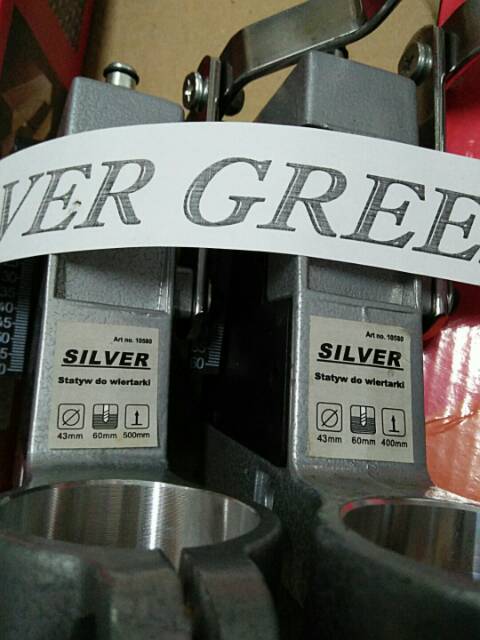 VER GREE
Art no. 10580
SILVER
Statyw do wiertarki
43mm 60mm 500mm
Art no. 10580
SILVER
Statyw do wiertarki
43mm 60mm 400mm